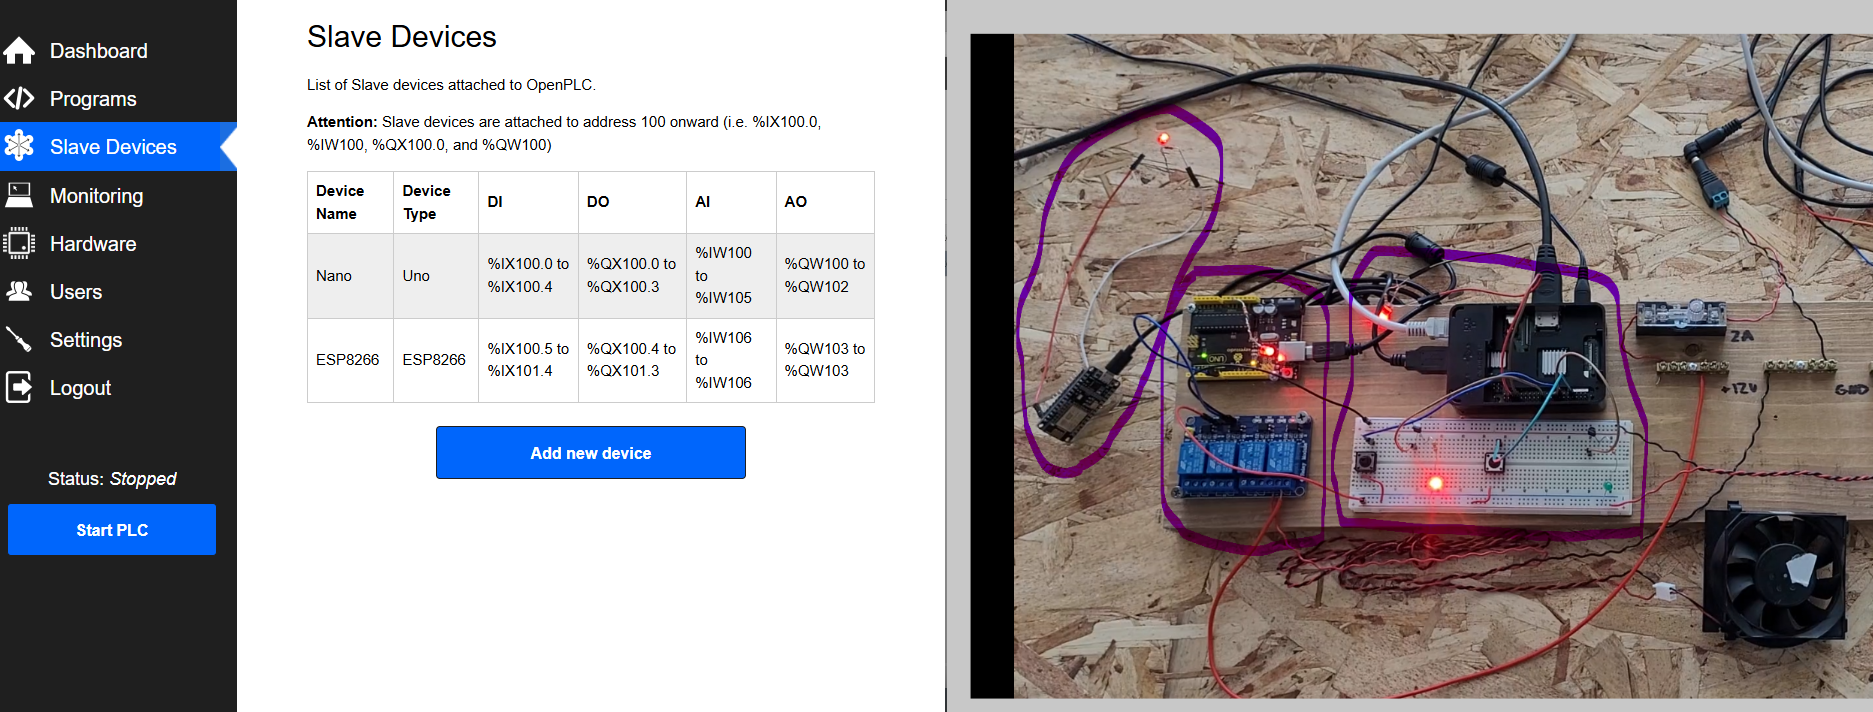 Dashboard
Programs
Slave Devices
Monitoring
Hardware
Users
Settings
Logout
Status: Stopped
Start PLC
Slave Devices
List of Slave devices attached to OpenPLC.
Attention: Slave devices are attached to address 100 onward (i.e. %IX100.0,
%IW100, %QX100.0, and %QW100)
Device Name Device Type DI DO AI AO
Nano Uno %IX100.0 to %IX100.4 %QX100.0 to %QX100.3 %IW100 to %IW105 %QW100 to %QW102
ESP8266 ESP8266 %IX100.5 to %IX101.4 %QX100.4 to %QX101.3 %IW106 to %IW106 %QW103 to %QW103
Add new device
UNO
2A
+12V
GND